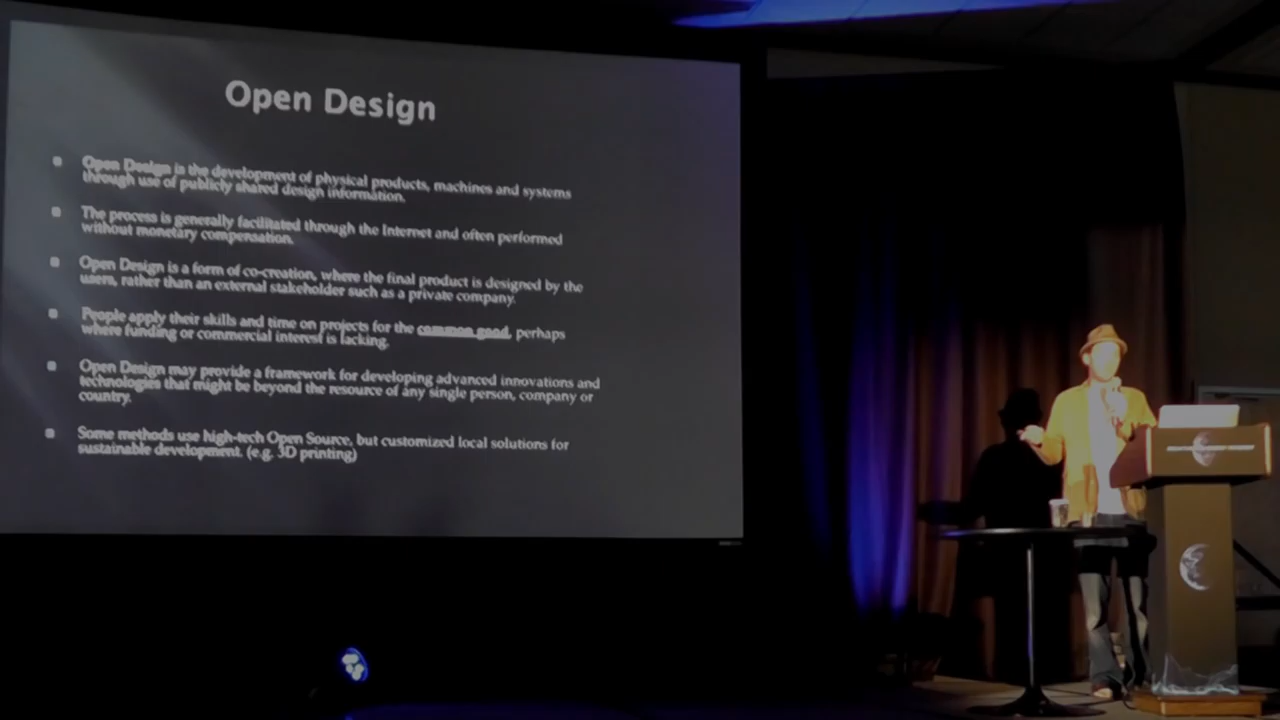 Open Design
Open Design is the development of physical products, machines and systems
through use of publicly shared design information.
The process is generally facilitated through the Internet and often performed
without monetary compensation.
Open Design is a form of co-creation, where the final product is designed by the
users, rather than an external stakeholder such as a private company.
People apply their skills and time on projects for the common good, perhaps
where funding or commercial interest is lacking.
Open Design may provide a framework for developing advanced innovations and
technologies that might be beyond the resource of any single person, company or
country.
Some methods use high-tech Open Source, but customized local solutions for
sustainable development. (e.g. 3D printing)